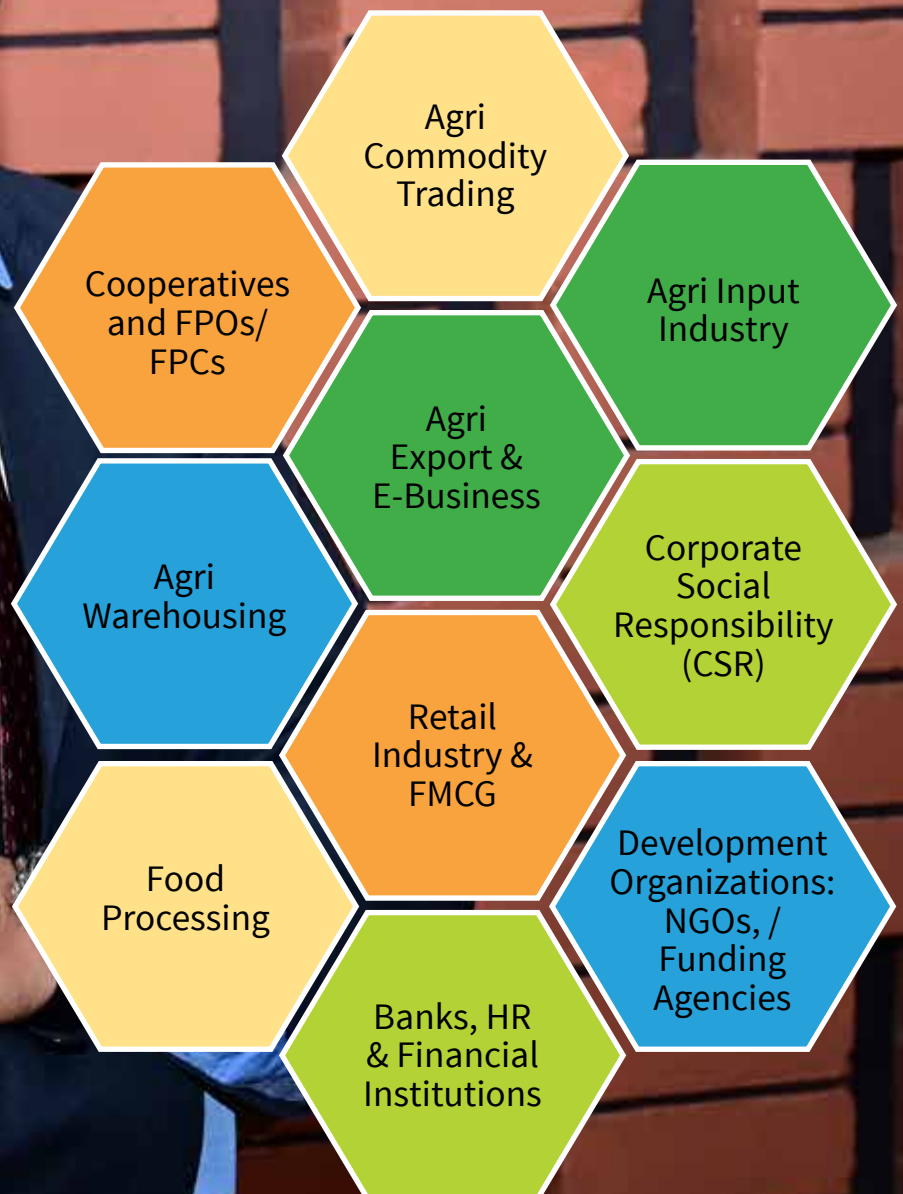 Agri
Commodity
Trading
Cooperatives
and FPOs/
FPCs
Agri Input
Industry
Agri
Export &
E-Business
Agri
Warehousing
Corporate
Social
Responsibility
(CSR)
Retail
Industry &
FMCG
Food
Processing
Development
Organizations:
NGOs, /
Funding
Agencies
Banks, HR
& Financial
Institutions